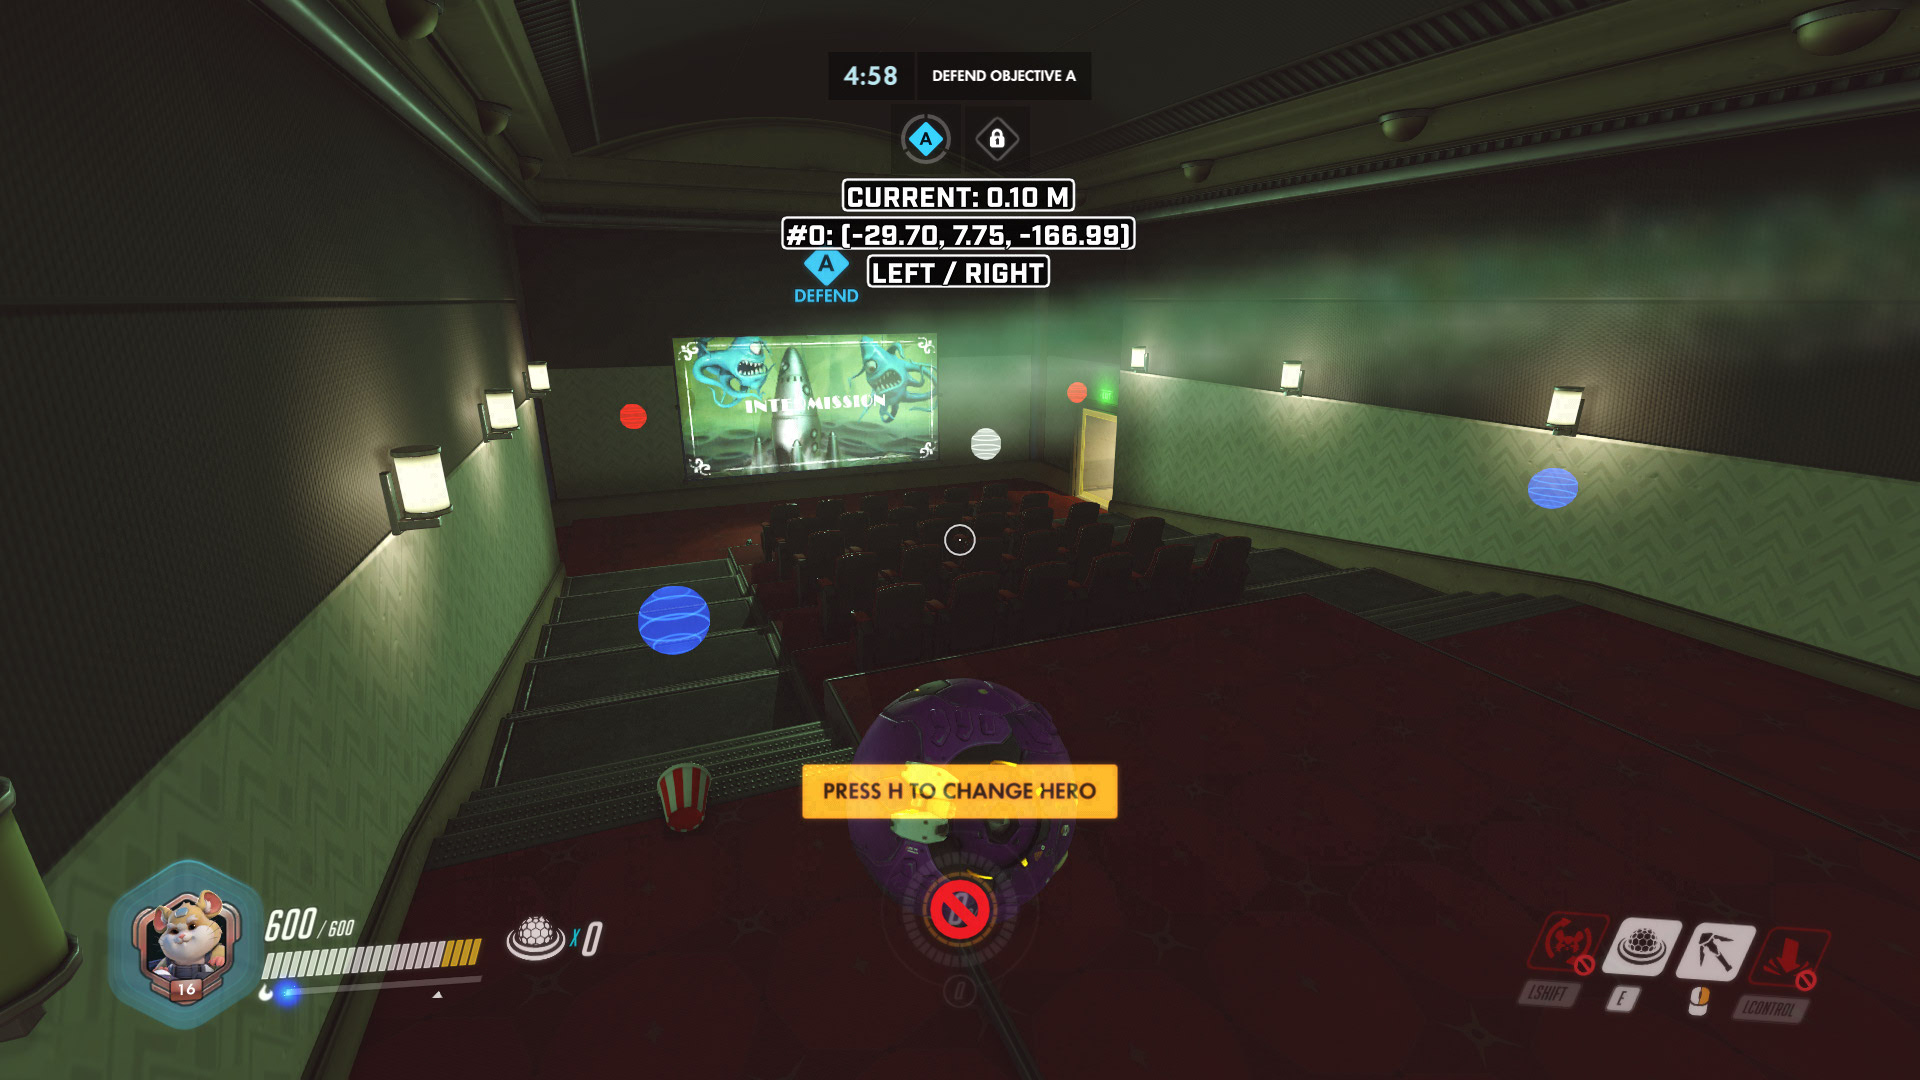 4:58 DEFEND OBJECTIVE A
A
CURRENT: 0.10 M
#0: (-29.70, 7.75, -166.99)
A
DEFEND
LEFT / RIGHT
INTERMISSION
PRESS H TO CHANGE HERO
600 / 600
X 0
16
0
LSHIFT
E
LCONTROL